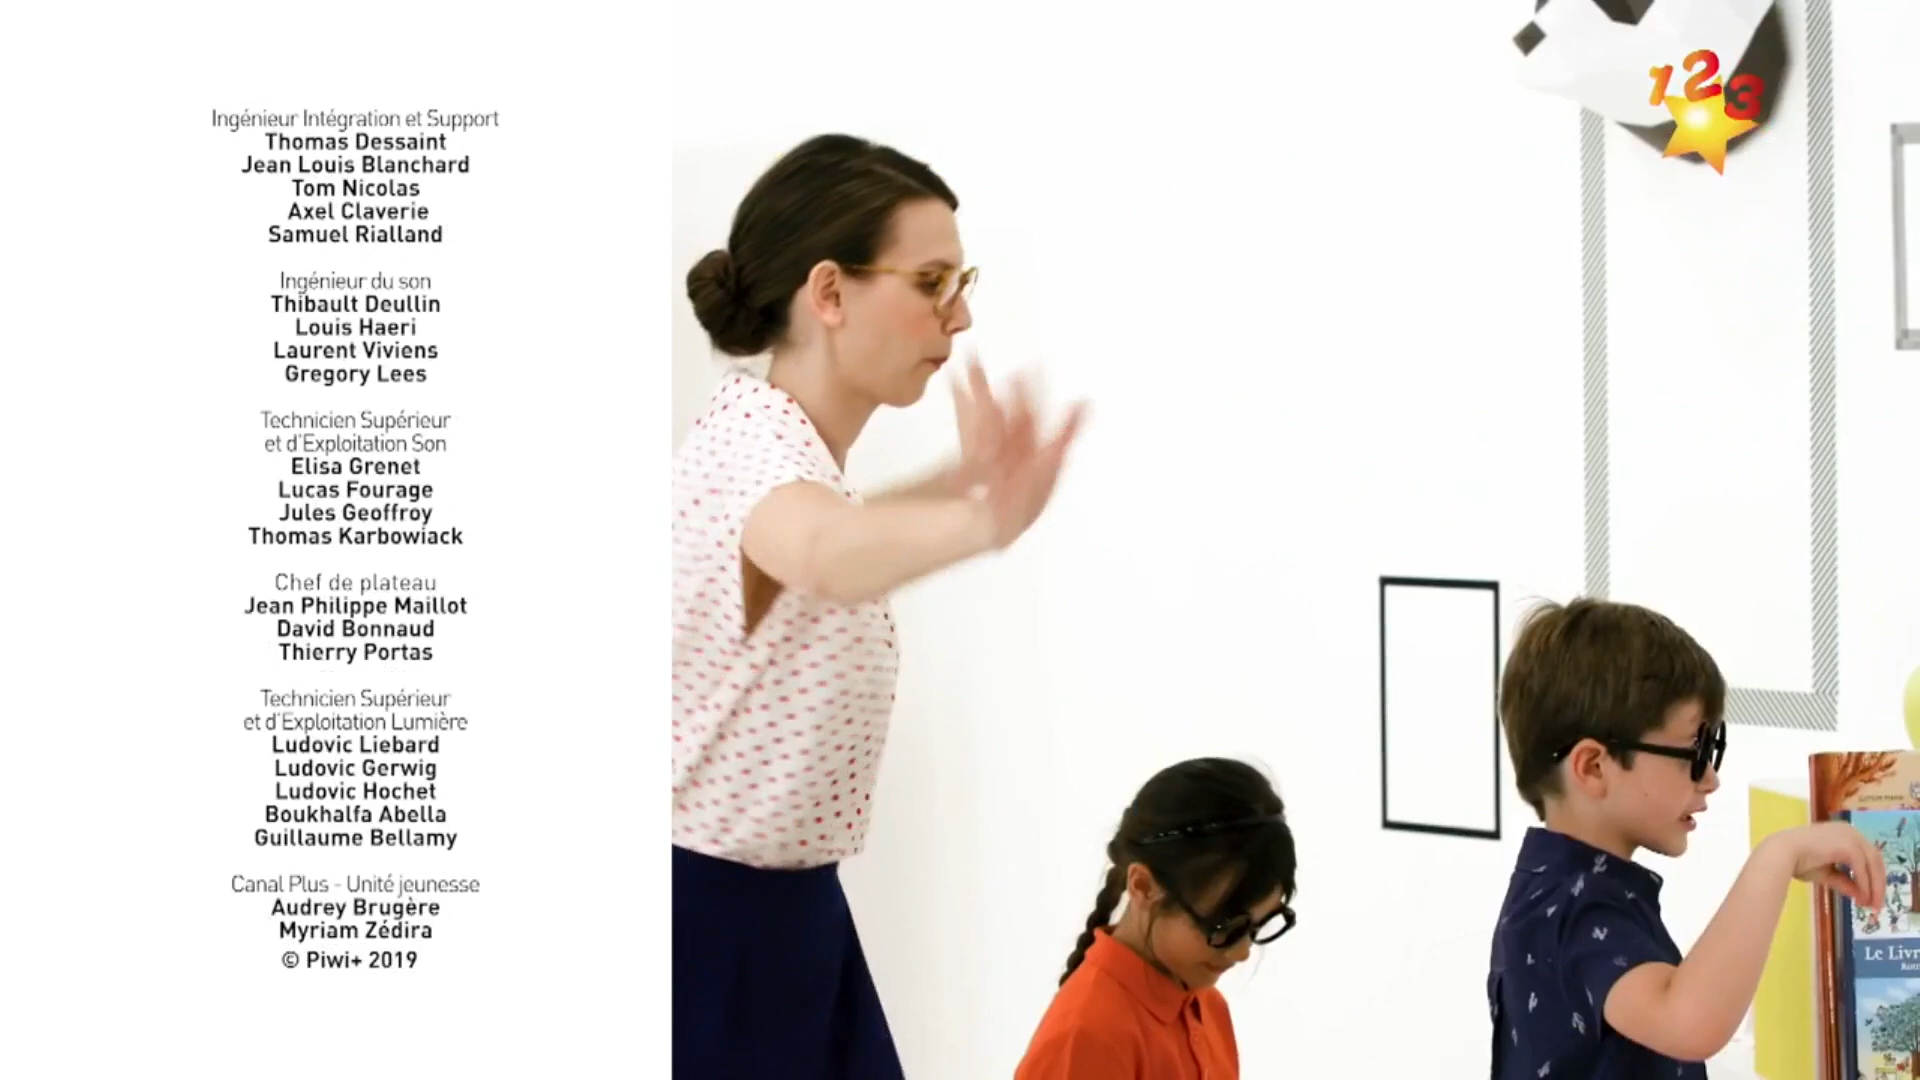 Ingénieur Intégration et Support
Thomas Dessaint
Jean Louis Blanchard
Tom Nicolas
Axel Claverie
Samuel Rialland
Ingénieur du son
Thibault Deullin
Louis Haeri
Laurent Viviens
Gregory Lees
Technicien Supérieur
et d'Exploitation Son
Elisa Grenet
Lucas Fourage
Jules Geoffroy
Thomas Karbowiack
Chef de plateau
Jean Philippe Maillot
David Bonnaud
Thierry Portas
Technicien Supérieur
et d'Exploitation Lumière
Ludovic Liebard
Ludovic Gerwig
Ludovic Hochet
Boukhalfa Abella
Guillaume Bellamy
Canal Plus - Unité jeunesse
Audrey Brugère
Myriam Zédira
© Piwi+ 2019
123
Le Livr